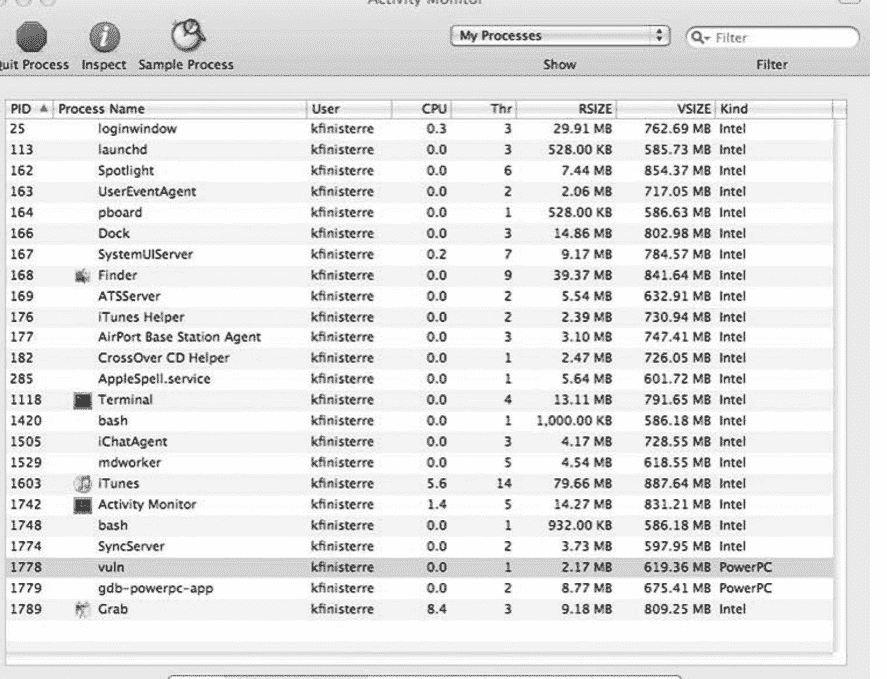 Activity Monitor
Quit Process Inspect Sample Process My Processes Show Filter Filter
PID Process Name User CPU Thr RSIZE VSIZE Kind
25 loginwindow kfinisterre 0.3 3 29.91 MB 762.69 MB Intel
113 launchd kfinisterre 0.0 3 528.00 KB 585.73 MB Intel
162 Spotlight kfinisterre 0.0 6 7.44 MB 854.37 MB Intel
163 UserEventAgent kfinisterre 0.0 2 2.06 MB 717.05 MB Intel
164 pboard kfinisterre 0.0 1 528.00 KB 586.63 MB Intel
166 Dock kfinisterre 0.0 3 14.86 MB 802.98 MB Intel
167 SystemUIServer kfinisterre 0.2 7 9.17 MB 784.57 MB Intel
168 Finder kfinisterre 0.0 9 39.37 MB 841.64 MB Intel
169 ATSServer kfinisterre 0.0 2 5.54 MB 632.91 MB Intel
176 iTunes Helper kfinisterre 0.0 2 2.39 MB 730.94 MB Intel
177 AirPort Base Station Agent kfinisterre 0.0 3 3.10 MB 747.41 MB Intel
182 CrossOver CD Helper kfinisterre 0.0 1 2.47 MB 726.05 MB Intel
285 AppleSpell.service kfinisterre 0.0 1 5.64 MB 601.72 MB Intel
1118 Terminal kfinisterre 0.0 4 13.11 MB 791.65 MB Intel
1420 bash kfinisterre 0.0 1 1,000.00 KB 586.18 MB Intel
1505 iChatAgent kfinisterre 0.0 3 4.17 MB 728.55 MB Intel
1529 mdworker kfinisterre 0.0 5 4.54 MB 618.55 MB Intel
1603 iTunes kfinisterre 5.6 14 79.66 MB 887.64 MB Intel
1742 Activity Monitor kfinisterre 1.4 5 14.27 MB 831.21 MB Intel
1748 bash kfinisterre 0.0 1 932.00 KB 586.18 MB Intel
1774 SyncServer kfinisterre 0.0 2 3.73 MB 597.95 MB Intel
1778 vuln kfinisterre 0.0 1 2.17 MB 619.36 MB PowerPC
1779 gdb-powerpc-app kfinisterre 0.0 2 8.77 MB 675.41 MB PowerPC
1789 Grab kfinisterre 8.4 3 9.18 MB 809.25 MB Intel